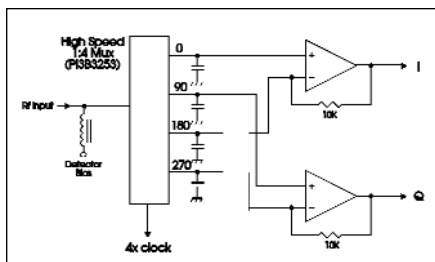 High Speed
1:4 Mux
(PI3B3253)
0
90
180
270
Rf Input
Detector
Bias
4x clock
+
−
10K
I
+
−
10K
Q